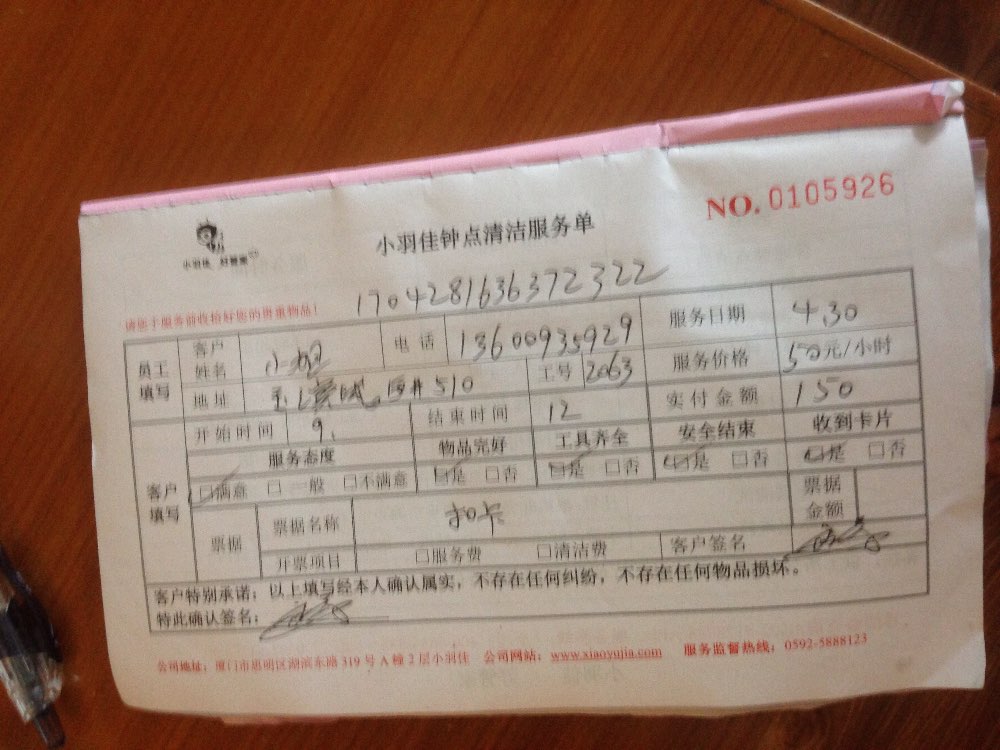 NO. 0105926
小羽佳 好管家
小羽佳钟点清洁服务单
请您于服务前收拾好您的贵重物品!
1704281636372322
员工填写 客户姓名 小姐 电话 13600935929 服务日期 4.30
地址 510 工号 2063 服务价格 50元/小时
客户填写 开始时间 9. 结束时间 12 实付金额 150
服务态度 物品完好 工具齐全 安全结束 收到卡片
☑满意 □一般 □不满意 ☑是 □否 ☑是 □否 ☑是 □否 ☑是 □否
票据 票据名称 扣卡 票据金额
开票项目 □服务费 □清洁费 客户签名
客户特别承诺:以上填写经本人确认属实,不存在任何纠纷,不存在任何物品损坏。
特此确认签名:
公司地址:厦门市思明区湖滨东路319号A幢2层小羽佳 公司网站:www.xiaoyujia.com 服务监督热线:0592-5888123